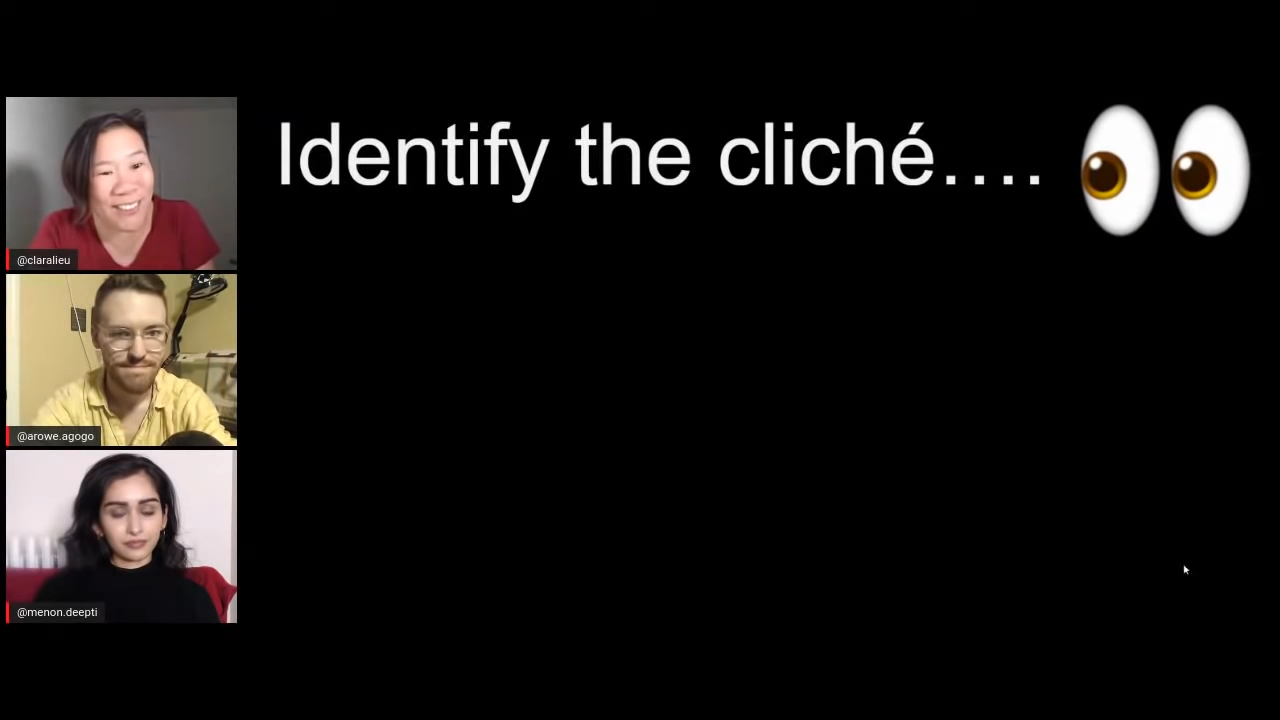 Identify the cliché....
@claralieu
@arowe.agogo
@menon.deepti